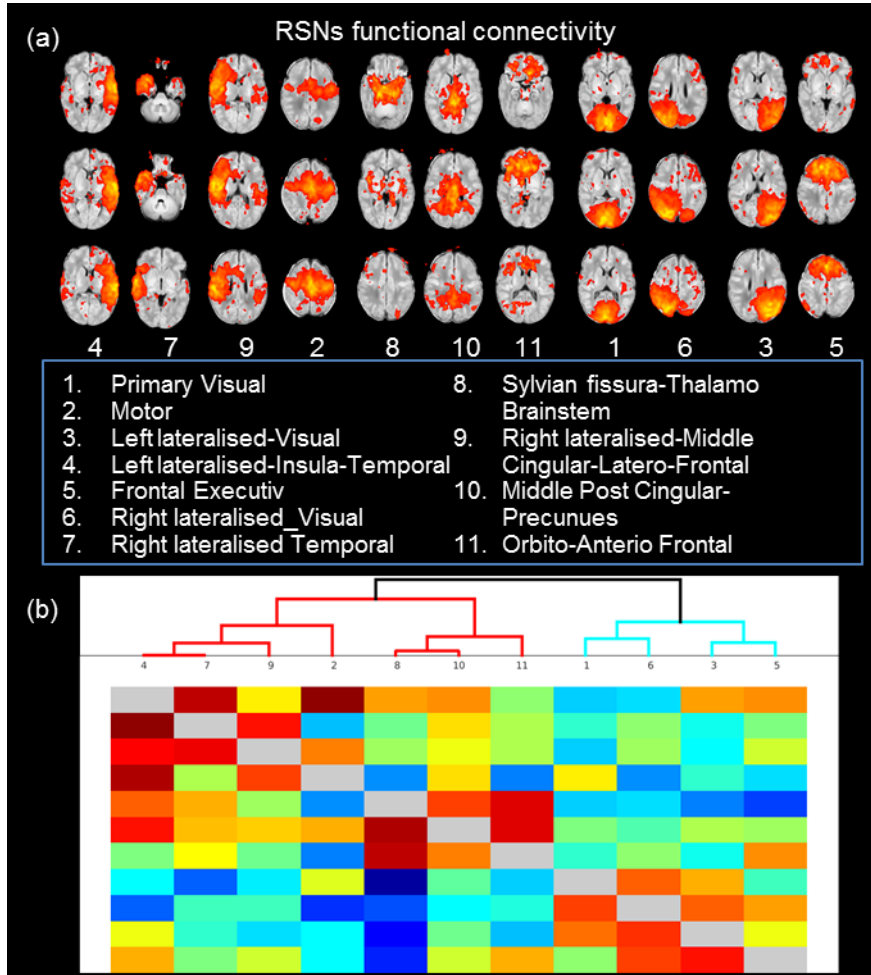 (a)
RSNs functional connectivity
4 7 9 2 8 10 11 1 6 3 5
1. Primary Visual
2. Motor
3. Left lateralised-Visual
4. Left lateralised-Insula-Temporal
5. Frontal Executiv
6. Right lateralised_Visual
7. Right lateralised Temporal
8. Sylvian fissura-Thalamo
Brainstem
9. Right lateralised-Middle
Cingular-Latero-Frontal
10. Middle Post Cingular-
Precunues
11. Orbito-Anterio Frontal
(b)
4 7 9 2 8 10 11 1 6 3 5